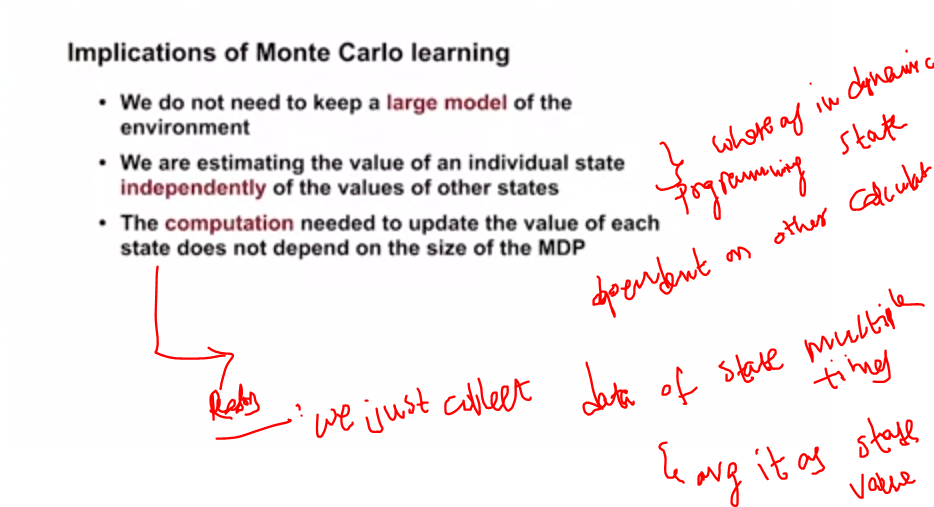 Implications of Monte Carlo learning
• We do not need to keep a large model of the
environment
• We are estimating the value of an individual state
independently of the values of other states
• The computation needed to update the value of each
state does not depend on the size of the MDP
where as in dynamic
programming state
dependent on other
: we just collect data of state multiple
times
& avg it as state
value